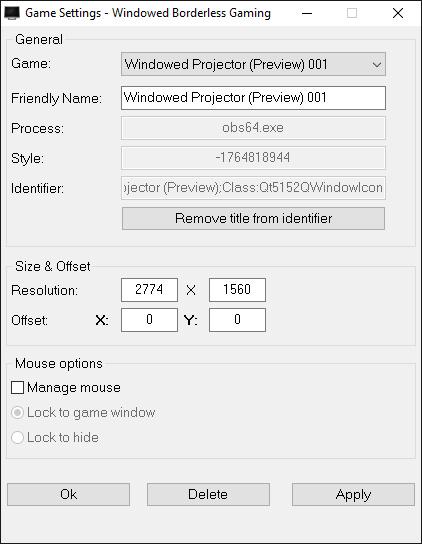 Game Settings - Windowed Borderless Gaming
General
Game: Windowed Projector (Preview) 001
Friendly Name: Windowed Projector (Preview) 001
Process: obs64.exe
Style: -1764818944
Identifier: ojector (Preview);Class:Qt5152QWindowIcon
Remove title from identifier
Size & Offset
Resolution: 2774 X 1560
Offset: X: 0 Y: 0
Mouse options
Manage mouse
Lock to game window
Lock to hide
Ok Delete Apply